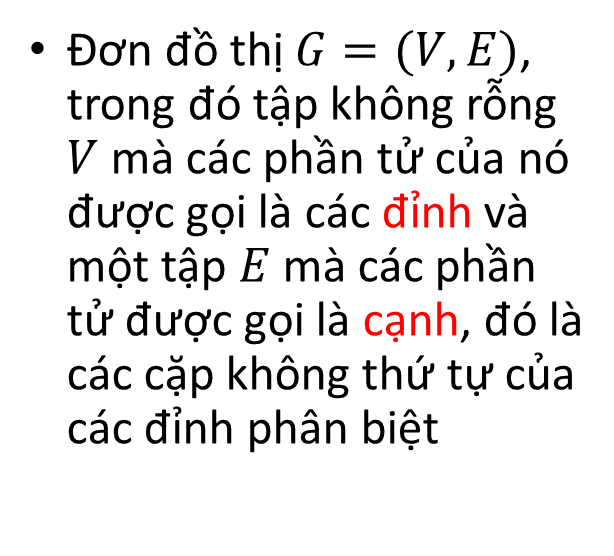 • Đơn đồ thị G = (V, E),
trong đó tập không rỗng
V mà các phần tử của nó
được gọi là các đỉnh và
một tập E mà các phần
tử được gọi là cạnh, đó là
các cặp không thứ tự của
các đỉnh phân biệt